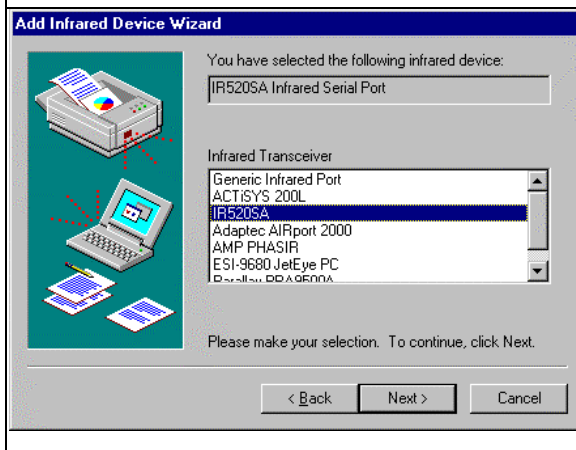 Add Infrared Device Wizard
You have selected the following infrared device:
IR520SA Infrared Serial Port
Infrared Transceiver
Generic Infrared Port
ACTiSYS 200L
IR520SA
Adaptec AIRport 2000
AMP PHASIR
ESI-9680 JetEye PC
Please make your selection. To continue, click Next.
< Back Next > Cancel